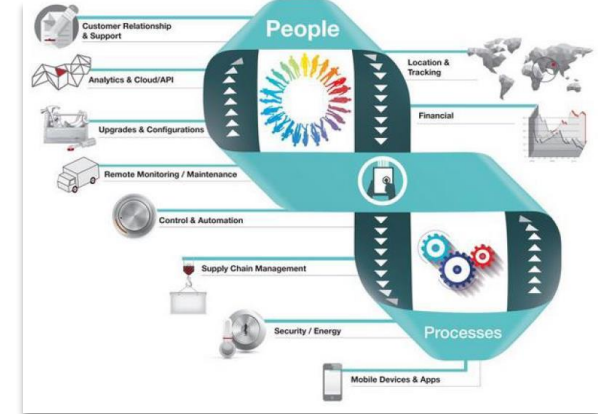 People
Customer Relationship
& Support
Analytics & Cloud/API
Upgrades & Configurations
Remote Monitoring / Maintenance
Control & Automation
Supply Chain Management
Security / Energy
Mobile Devices & Apps
Location &
Tracking
Financial
Processes